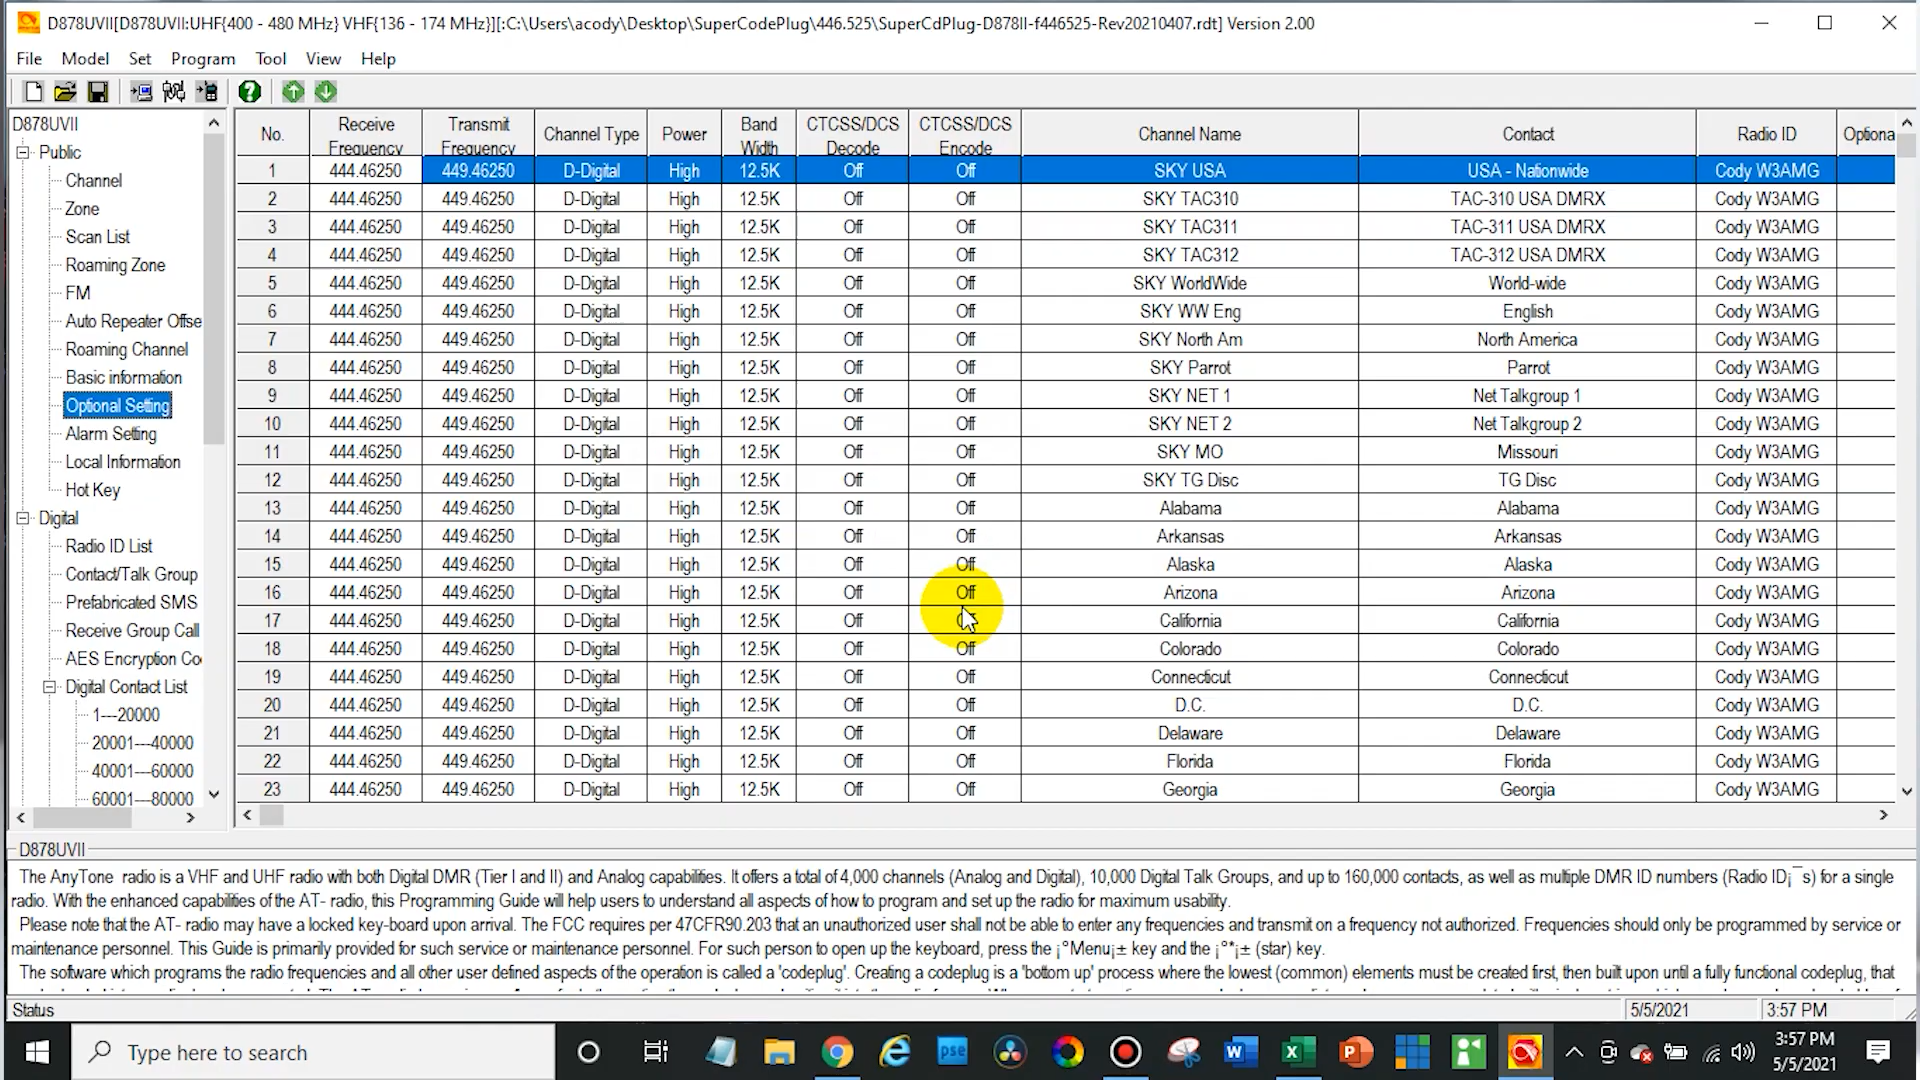 D878UVII[D878UVII:UHF{400 - 480 MHz} VHF{136 - 174 MHz}][:C:\Users\acody\Desktop\SuperCodePlug\446.525\SuperCdPlug-D878II-f446525-Rev20210407.rdt] Version 2.00
File Model Set Program Tool View Help
D878UVII
Public
Channel
Zone
Scan List
Roaming Zone
FM
Auto Repeater Offse
Roaming Channel
Basic information
Optional Setting
Alarm Setting
Local Information
Hot Key
Digital
Radio ID List
Contact/Talk Group
Prefabricated SMS
Receive Group Call
AES Encryption Co
Digital Contact List
1---20000
20001---40000
40001---60000
60001---80000
No. Receive Frequency Transmit Frequency Channel Type Power Band Width CTCSS/DCS Decode CTCSS/DCS Encode Channel Name Contact Radio ID Optiona
1 444.46250 449.46250 D-Digital High 12.5K Off Off SKY USA USA - Nationwide Cody W3AMG
2 444.46250 449.46250 D-Digital High 12.5K Off Off SKY TAC310 TAC-310 USA DMRX Cody W3AMG
3 444.46250 449.46250 D-Digital High 12.5K Off Off SKY TAC311 TAC-311 USA DMRX Cody W3AMG
4 444.46250 449.46250 D-Digital High 12.5K Off Off SKY TAC312 TAC-312 USA DMRX Cody W3AMG
5 444.46250 449.46250 D-Digital High 12.5K Off Off SKY WorldWide World-wide Cody W3AMG
6 444.46250 449.46250 D-Digital High 12.5K Off Off SKY WW Eng English Cody W3AMG
7 444.46250 449.46250 D-Digital High 12.5K Off Off SKY North Am North America Cody W3AMG
8 444.46250 449.46250 D-Digital High 12.5K Off Off SKY Parrot Parrot Cody W3AMG
9 444.46250 449.46250 D-Digital High 12.5K Off Off SKY NET 1 Net Talkgroup 1 Cody W3AMG
10 444.46250 449.46250 D-Digital High 12.5K Off Off SKY NET 2 Net Talkgroup 2 Cody W3AMG
11 444.46250 449.46250 D-Digital High 12.5K Off Off SKY MO Missouri Cody W3AMG
12 444.46250 449.46250 D-Digital High 12.5K Off Off SKY TG Disc TG Disc Cody W3AMG
13 444.46250 449.46250 D-Digital High 12.5K Off Off Alabama Alabama Cody W3AMG
14 444.46250 449.46250 D-Digital High 12.5K Off Off Arkansas Arkansas Cody W3AMG
15 444.46250 449.46250 D-Digital High 12.5K Off Off Alaska Alaska Cody W3AMG
16 444.46250 449.46250 D-Digital High 12.5K Off Off Arizona Arizona Cody W3AMG
17 444.46250 449.46250 D-Digital High 12.5K Off California California Cody W3AMG
18 444.46250 449.46250 D-Digital High 12.5K Off Off Colorado Colorado Cody W3AMG
19 444.46250 449.46250 D-Digital High 12.5K Off Off Connecticut Connecticut Cody W3AMG
20 444.46250 449.46250 D-Digital High 12.5K Off Off D.C. D.C. Cody W3AMG
21 444.46250 449.46250 D-Digital High 12.5K Off Off Delaware Delaware Cody W3AMG
22 444.46250 449.46250 D-Digital High 12.5K Off Off Florida Florida Cody W3AMG
23 444.46250 449.46250 D-Digital High 12.5K Off Off Georgia Georgia Cody W3AMG
D878UVII
The AnyTone radio is a VHF and UHF radio with both Digital DMR (Tier I and II) and Analog capabilities. It offers a total of 4,000 channels (Analog and Digital), 10,000 Digital Talk Groups, and up to 160,000 contacts, as well as multiple DMR ID numbers (Radio ID¡¯s) for a single
radio. With the enhanced capabilities of the AT- radio, this Programming Guide will help users to understand all aspects of how to program and set up the radio for maximum usability.
Please note that the AT- radio may have a locked key-board upon arrival. The FCC requires per 47CFR90.203 that an unauthorized user shall not be able to enter any frequencies and transmit on a frequency not authorized. Frequencies should only be programmed by service or
maintenance personnel. This Guide is primarily provided for such service or maintenance personnel. For such person to open up the keyboard, press the ¡°Menu¡± key and the ¡°*¡± (star) key.
The software which programs the radio frequencies and all other user defined aspects of the operation is called a 'codeplug'. Creating a codeplug is a 'bottom up' process where the lowest (common) elements must be created first, then built upon until a fully functional codeplug, that
Status 5/5/2021 3:57 PM
Type here to search
pse
3:57 PM
5/5/2021